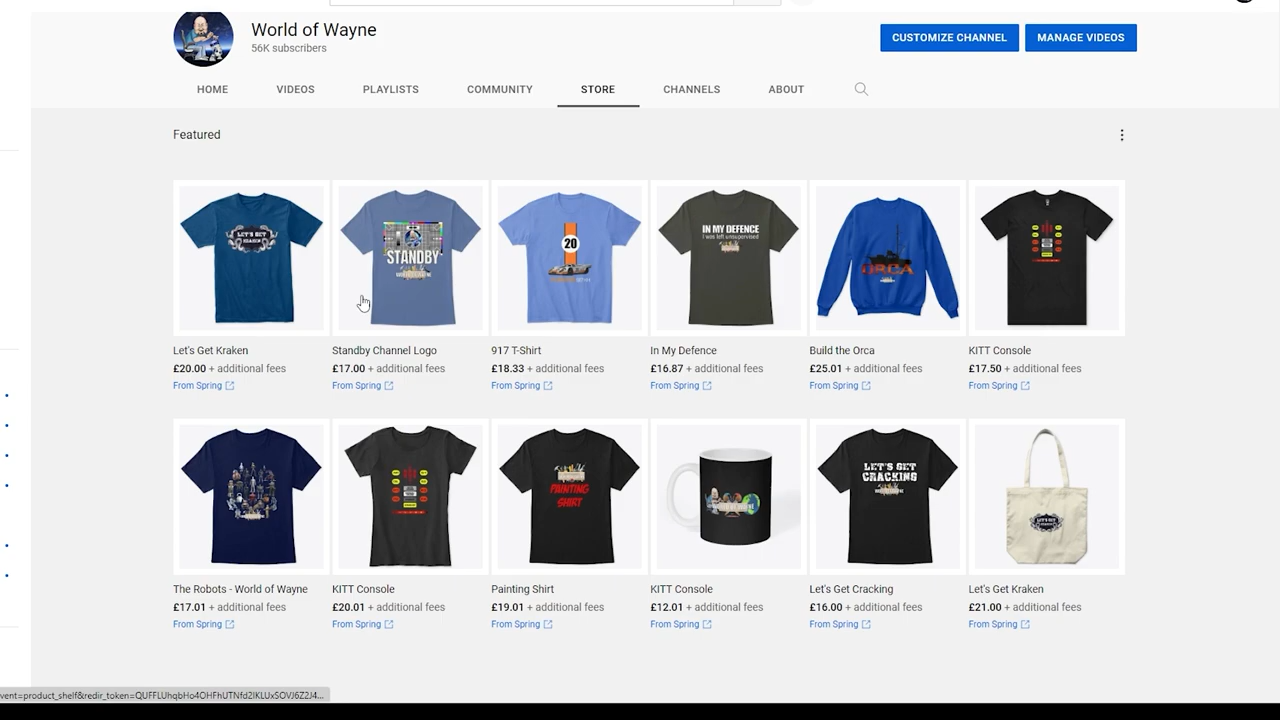 World of Wayne
56K subscribers
CUSTOMIZE CHANNEL
MANAGE VIDEOS
HOME
VIDEOS
PLAYLISTS
COMMUNITY
STORE
CHANNELS
ABOUT
Featured
LET'S GET
KRAKEN
STANDBY
20
IN MY DEFENCE
I was left unsupervised
ORCA
Let's Get Kraken
Standby Channel Logo
917 T-Shirt
In My Defence
Build the Orca
KITT Console
£20.00 + additional fees
£17.00 + additional fees
£18.33 + additional fees
£16.87 + additional fees
£25.01 + additional fees
£17.50 + additional fees
From Spring
From Spring
From Spring
From Spring
From Spring
From Spring
PAINTING
SHIRT
LET'S GET
CRACKING
LET'S GET
KRAKEN
The Robots - World of Wayne
KITT Console
Painting Shirt
KITT Console
Let's Get Cracking
Let's Get Kraken
£17.01 + additional fees
£20.01 + additional fees
£19.01 + additional fees
£12.01 + additional fees
£16.00 + additional fees
£21.00 + additional fees
From Spring
From Spring
From Spring
From Spring
From Spring
From Spring